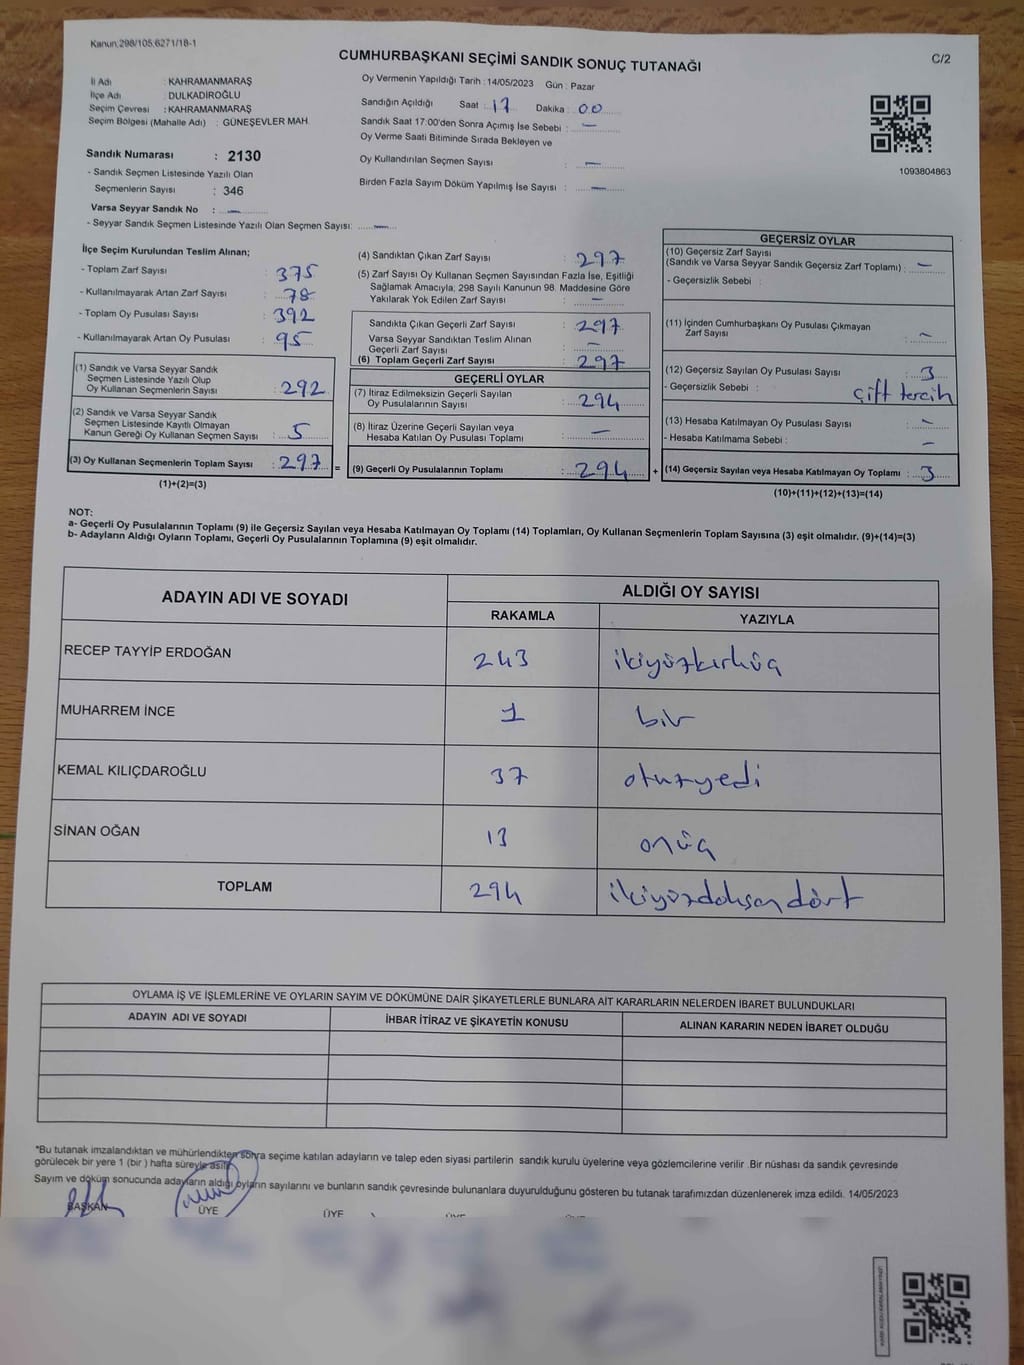 Kanun.298/105,6271/18-1
C/2
CUMHURBAŞKANI SEÇİMİ SANDIK SONUÇ TUTANAĞI
İl Adı : KAHRAMANMARAŞ
İlçe Adı : DULKADİROĞLU
Seçim Çevresi : KAHRAMANMARAŞ
Seçim Bölgesi (Mahalle Adı) : GÜNEŞEVLER MAH.
Sandık Numarası : 2130
- Sandık Seçmen Listesinde Yazılı Olan
Seçmenlerin Sayısı : 346
Varsa Seyyar Sandık No : —
- Seyyar Sandık Seçmen Listesinde Yazılı Olan Seçmen Sayısı: —
Oy Vermenin Yapıldığı Tarih : 14/05/2023 Gün : Pazar
Sandığın Açıldığı Saat : 17 Dakika : 00
Sandık Saat 17:00'den Sonra Açımış İse Sebebi : —
Oy Verme Saati Bitiminde Sırada Bekleyen ve
Oy Kullandırılan Seçmen Sayısı : —
Birden Fazla Sayım Döküm Yapılmış İse Sayısı : —
1093804863
İlçe Seçim Kurulundan Teslim Alınan;
- Toplam Zarf Sayısı : 375
- Kullanılmayarak Artan Zarf Sayısı : 78
- Toplam Oy Pusulası Sayısı : 392
- Kullanılmayarak Artan Oy Pusulası : 95
(1) Sandık ve Varsa Seyyar Sandık
Seçmen Listesinde Yazılı Olup
Oy Kullanan Seçmenlerin Sayısı : 292
(2) Sandık ve Varsa Seyyar Sandık
Seçmen Listesinde Kayıtlı Olmayan
Kanun Gereği Oy Kullanan Seçmen Sayısı : 5
(3) Oy Kullanan Seçmenlerin Toplam Sayısı : 297 =
(1)+(2)=(3)
(4) Sandıktan Çıkan Zarf Sayısı : 297
(5) Zarf Sayısı Oy Kullanan Seçmen Sayısından Fazla İse, Eşitliği
Sağlamak Amacıyla, 298 Sayılı Kanunun 98. Maddesine Göre
Yakılarak Yok Edilen Zarf Sayısı : —
Sandıkta Çıkan Geçerli Zarf Sayısı : 297
Varsa Seyyar Sandıktan Teslim Alınan
Geçerli Zarf Sayısı : —
(6) Toplam Geçerli Zarf Sayısı : 297
GEÇERLİ OYLAR
(7) İtiraz Edilmeksizin Geçerli Sayılan
Oy Pusulalarının Sayısı : 294
(8) İtiraz Üzerine Geçerli Sayılan veya
Hesaba Katılan Oy Pusulası Toplamı : —
(9) Geçerli Oy Pusulalarının Toplamı : 294 +
GEÇERSİZ OYLAR
(10) Geçersiz Zarf Sayısı
(Sandık ve Varsa Seyyar Sandık Geçersiz Zarf Toplamı) : —
- Geçersizlik Sebebi :
(11) İçinden Cumhurbaşkanı Oy Pusulası Çıkmayan
Zarf Sayısı : —
(12) Geçersiz Sayılan Oy Pusulası Sayısı : 3
- Geçersizlik Sebebi : çift tercih
(13) Hesaba Katılmayan Oy Pusulası Sayısı : —
- Hesaba Katılmama Sebebi : —
(14) Geçersiz Sayılan veya Hesaba Katılmayan Oy Toplamı : 3
(10)+(11)+(12)+(13)=(14)
NOT:
a- Geçerli Oy Pusulalarının Toplamı (9) ile Geçersiz Sayılan veya Hesaba Katılmayan Oy Toplamı (14) Toplamları, Oy Kullanan Seçmenlerin Toplam Sayısına (3) eşit olmalıdır. (9)+(14)=(3)
b- Adayların Aldığı Oyların Toplamı, Geçerli Oy Pusulalarının Toplamına (9) eşit olmalıdır.
ADAYIN ADI VE SOYADI ALDIĞI OY SAYISI
RAKAMLA YAZIYLA
RECEP TAYYİP ERDOĞAN 243 ikiyüzkırküç
MUHARREM İNCE 1 bir
KEMAL KILIÇDAROĞLU 37 otuzyedi
SİNAN OĞAN 13 onüç
TOPLAM 294 ikiyüzdoksandört
OYLAMA İŞ VE İŞLEMLERİNE VE OYLARIN SAYIM VE DÖKÜMÜNE DAİR ŞİKAYETLERLE BUNLARA AİT KARARLARIN NELERDEN İBARET BULUNDUKLARI
ADAYIN ADI VE SOYADI İHBAR İTİRAZ VE ŞİKAYETİN KONUSU ALINAN KARARIN NEDEN İBARET OLDUĞU
*Bu tutanak imzalandıktan ve mühürlendikten sonra seçime katılan adayların ve talep eden siyasi partilerin sandık kurulu üyelerine veya gözlemcilerine verilir .Bir nüshası da sandık çevresinde
görülecek bir yere 1 (bir ) hafta süreyle asılır.
Sayım ve döküm sonucunda adayların aldığı oyların sayılarını ve bunların sandık çevresinde bulunanlara duyurulduğunu gösteren bu tutanak tarafımızdan düzenlenerek imza edildi. 14/05/2023
BAŞKAN ÜYE ÜYE ÜYE ÜYE